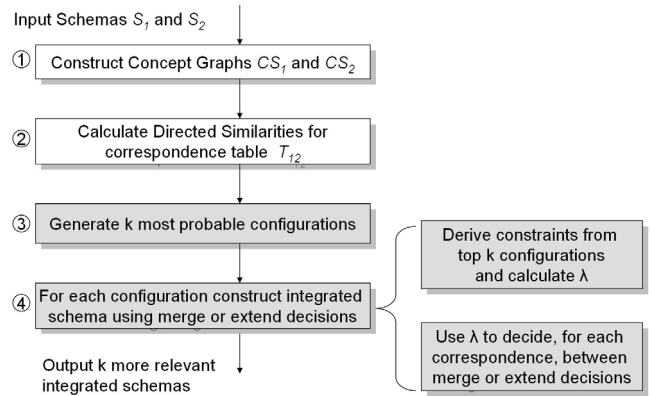 Input Schemas S1 and S2
① Construct Concept Graphs CS1 and CS2
② Calculate Directed Similarities for
correspondence table T12
③ Generate k most probable configurations
④ For each configuration construct integrated
schema using merge or extend decisions
Output k more relevant
integrated schemas
Derive constraints from
top k configurations
and calculate λ
Use λ to decide, for each
correspondence, between
merge or extend decisions